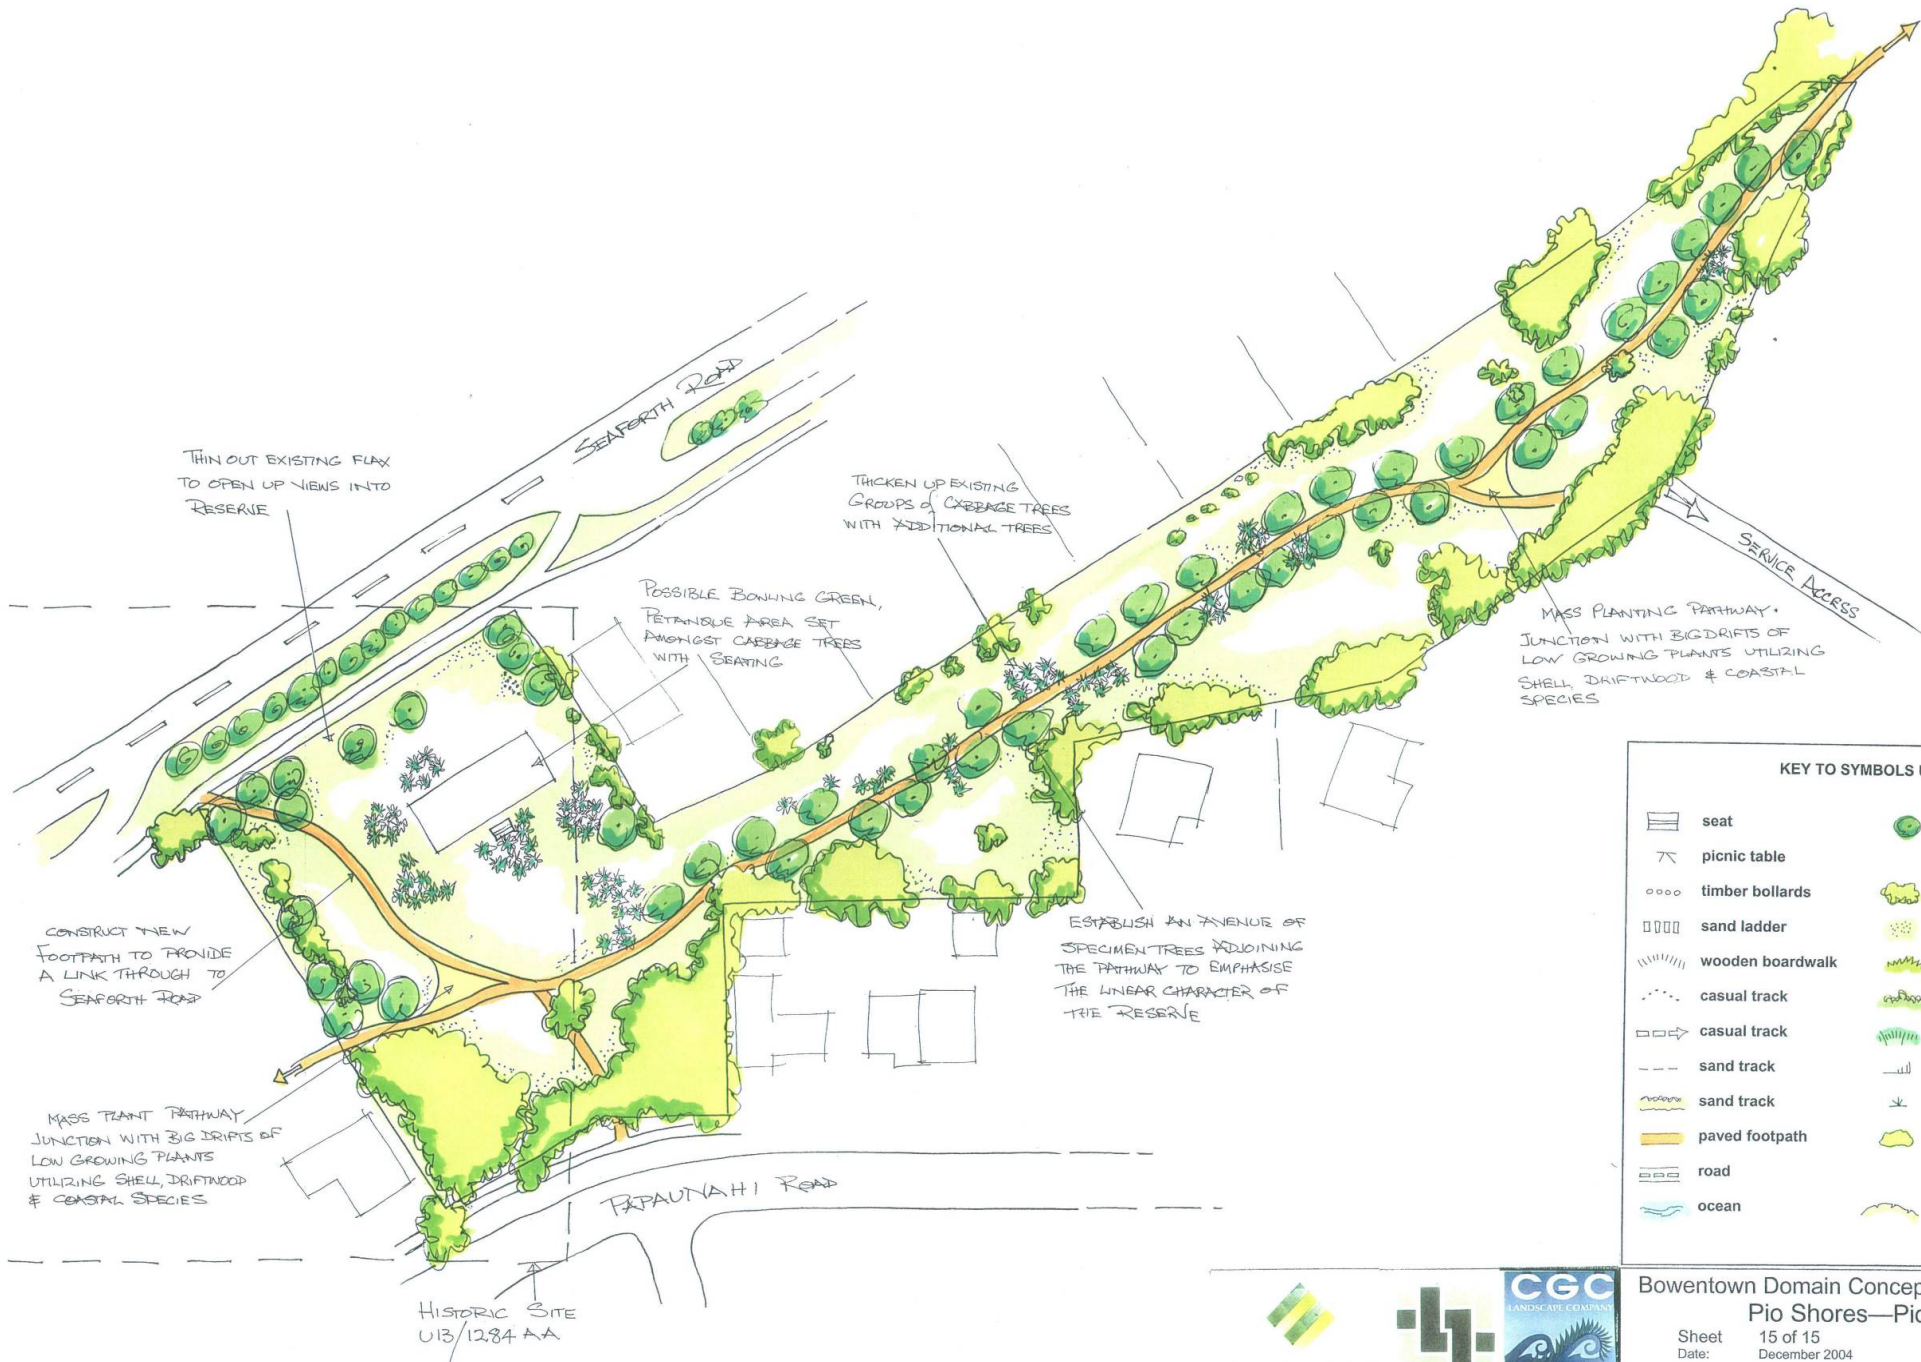 SEAFORTH ROAD
THIN OUT EXISTING FLAX
TO OPEN UP VIEWS INTO
RESERVE
THICKEN UP EXISTING
GROUPS OF CABBAGE TREES
WITH ADDITIONAL TREES
POSSIBLE BOWLING GREEN,
PETANQUE AREA SET
AMONGST CABBAGE TREES
WITH SEATING
SERVICE ACCESS
MASS PLANTING PATHWAY.
JUNCTION WITH BIG DRIFTS OF
LOW GROWING PLANTS UTILIZING
SHELL, DRIFTWOOD & COASTAL
SPECIES
CONSTRUCT NEW
FOOTPATH TO PROVIDE
A LINK THROUGH TO
SEAFORTH ROAD
ESTABLISH AN AVENUE OF
SPECIMEN TREES ADJOINING
THE PATHWAY TO EMPHASISE
THE LINEAR CHARACTER OF
THE RESERVE
MASS PLANT PATHWAY
JUNCTION WITH BIG DRIFTS OF
LOW GROWING PLANTS
UTILIZING SHELL, DRIFTWOOD
& COASTAL SPECIES
PAPAUNAHI ROAD
HISTORIC SITE
U13/1284 AA
KEY TO SYMBOLS
seat
picnic table
timber bollards
sand ladder
wooden boardwalk
casual track
casual track
sand track
sand track
paved footpath
road
ocean
CGC
LANDSCAPE COMPANY
Bowentown Domain Concep
Pio Shores—Pio
Sheet 15 of 15
Date: December 2004